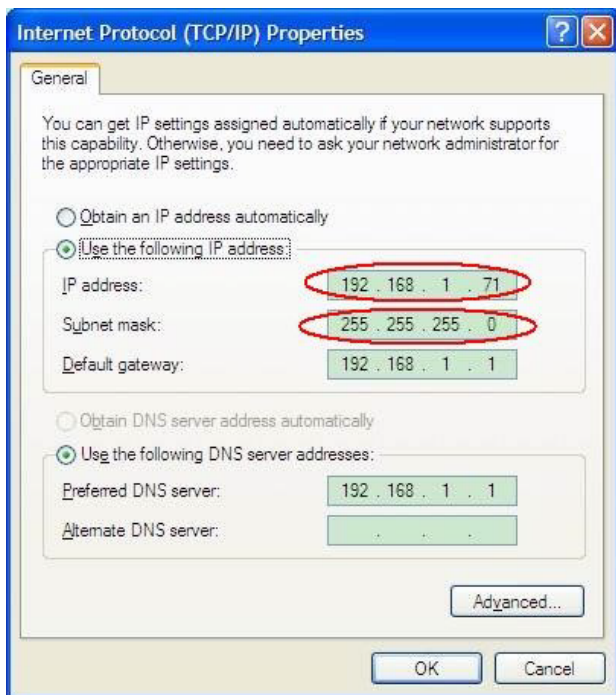 Internet Protocol (TCP/IP) Properties
General
You can get IP settings assigned automatically if your network supports
this capability. Otherwise, you need to ask your network administrator for
the appropriate IP settings.
Obtain an IP address automatically
Use the following IP address:
IP address: 192 . 168 . 1 . 71
Subnet mask: 255 . 255 . 255 . 0
Default gateway: 192 . 168 . 1 . 1
Obtain DNS server address automatically
Use the following DNS server addresses:
Preferred DNS server: 192 . 168 . 1 . 1
Alternate DNS server: . . .
Advanced...
OK Cancel